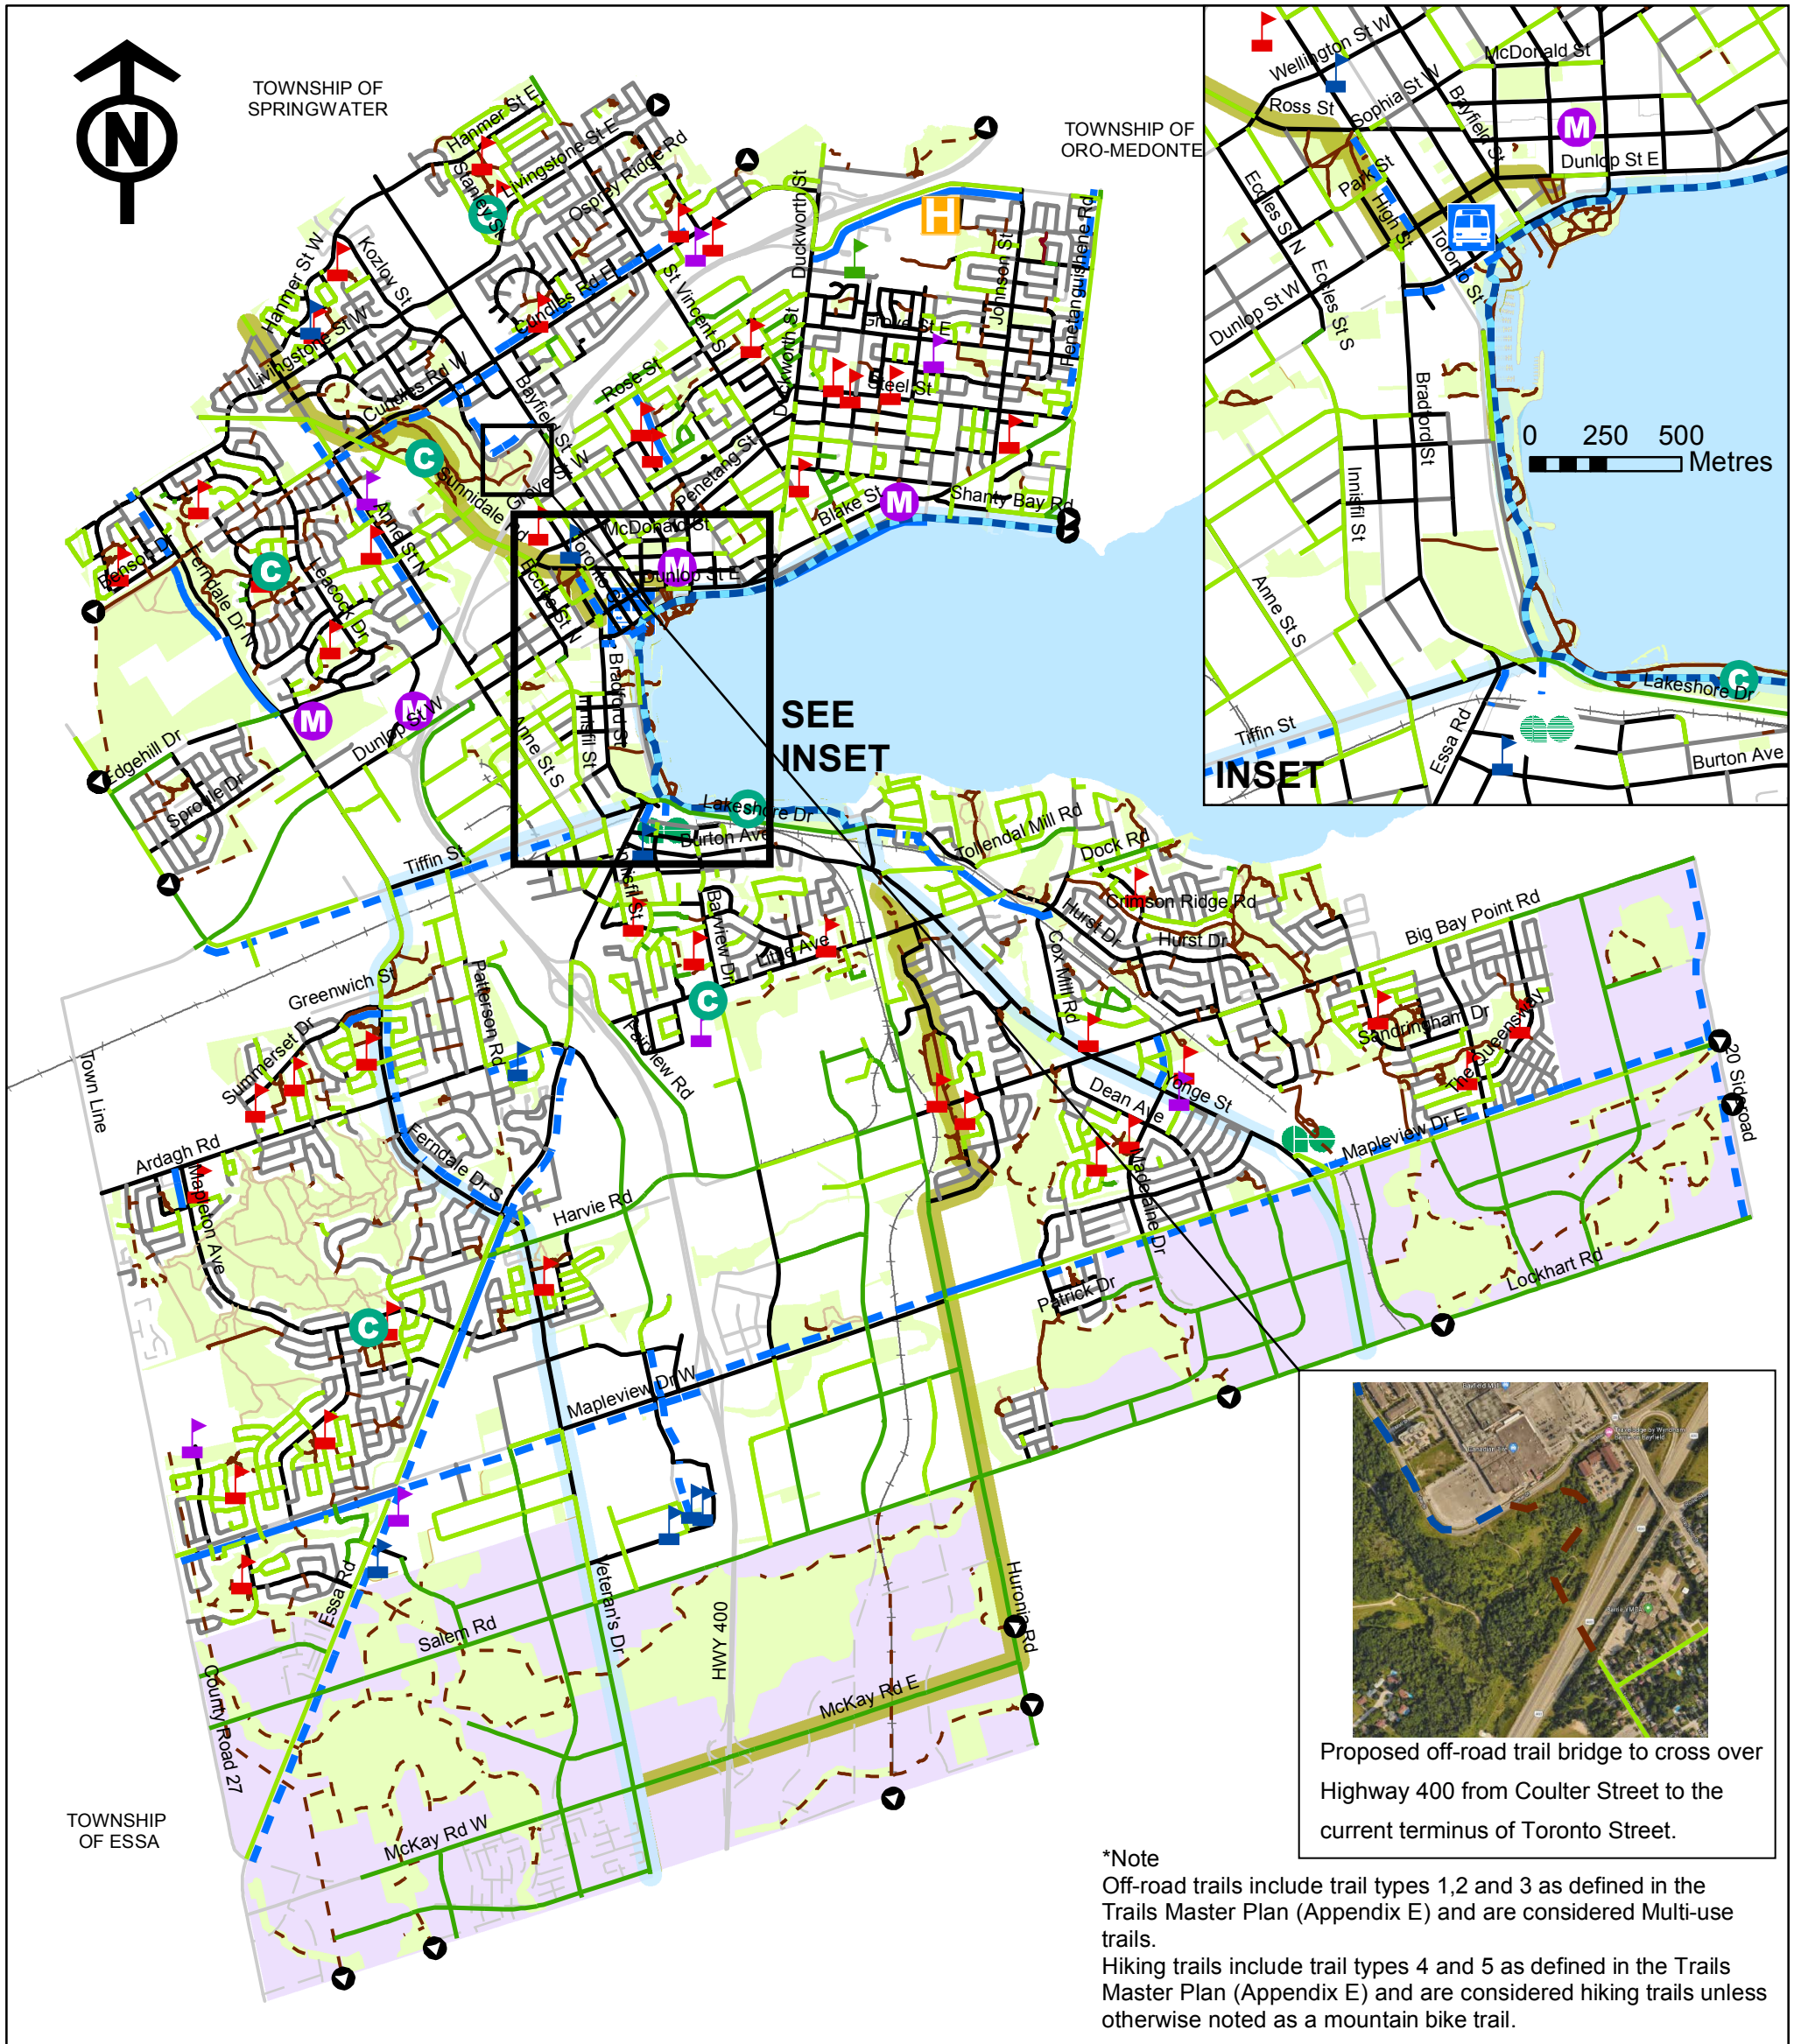 N
TOWNSHIP OF
SPRINGWATER
TOWNSHIP OF
ORO-MEDONTE
Hanmer St E
Livingstone St E
Stanley St
Osprey Ridge Rd
C
Hanmer St W
Kozlov St
Livingstone St W
Cundles Rd E
Cundles Rd W
St Vincent S
Duckworth St
Duckworth St
H
Johnson St
Penetanguishene Rd
Grove St E
Steel St
Rose St
Bayfield St
Grove St W
Penetang St
C
Sunnidale Rd
Anne St N
Benson Dr
Ferndale Dr N
C
Leacock Dr
McDonald St
Blake St
M
Shanty Bay Rd
Toronto St
M
Dunlop St E
Eccles St N
Bradford St
Innisfil St
Anne St S
M
M
Dunlop St W
Edgehill Dr
Sproule Dr
SEE
INSET
C
Lakeshore Dr
Burton Ave
Tiffin St
Innisfil St
Bayview Dr
Little Ave
C
Tollendal Mill Rd
Dock Rd
Crimson Ridge Rd
Hurst Dr
Hurst Dr
Cox Mill Rd
Big Bay Point Rd
Sandringham Dr
The Queensway
20 Sideroad
Greenwich St
Patterson Rd
Summerset Dr
Fairview Rd
Town Line
Ardagh Rd
Mapleton Ave
Ferndale Dr S
Harvie Rd
Dean Ave
Yonge St
Madelaine Dr
Mapleview Dr E
Lockhart Rd
Patrick Dr
C
Mapleview Dr W
Essa Rd
Salem Rd
Veteran's Dr
HWY 400
Huronia Rd
McKay Rd E
County Road 27
McKay Rd W
TOWNSHIP
OF ESSA
Wellington St W
McDonald St
Ross St
Sophia St W
Bayfield St
M
Dunlop St E
Park St
High St
Toronto St
Eccles S N
Eccles St S
Dunlop St W
Bradford St
Innisfil St
Anne St S
0 250 500
Metres
C
Lakeshore Dr
Tiffin St
Essa Rd
Burton Ave
INSET
Proposed off-road trail bridge to cross over
Highway 400 from Coulter Street to the
current terminus of Toronto Street.
*Note
Off-road trails include trail types 1,2 and 3 as defined in the
Trails Master Plan (Appendix E) and are considered Multi-use
trails.
Hiking trails include trail types 4 and 5 as defined in the Trails
Master Plan (Appendix E) and are considered hiking trails unless
otherwise noted as a mountain bike trail.